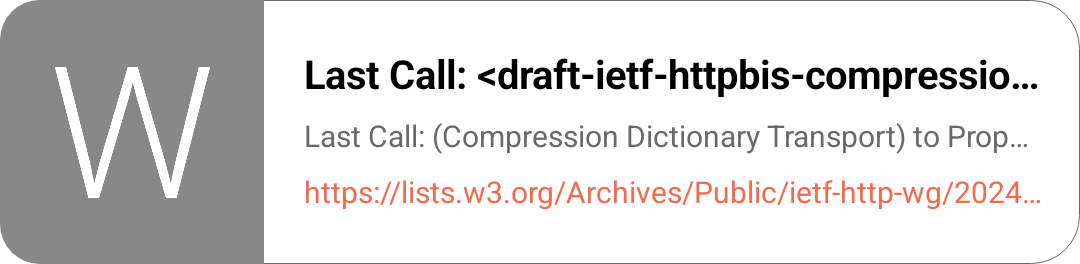 W
Last Call: <draft-ietf-httpbis-compressio...
Last Call: (Compression Dictionary Transport) to Prop...
https://lists.w3.org/Archives/Public/ietf-http-wg/2024...